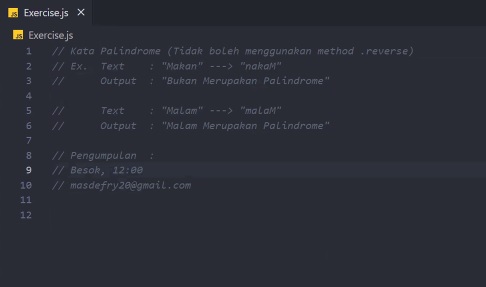 Exercise.js
Exercise.js
1 // Kata Palindrome (Tidak boleh menggunakan method .reverse)
2 // Ex.  Text    : "Makan" ---> "nakaM"
3 //      Output  : "Bukan Merupakan Palindrome"
4
5 //      Text    : "Malam" ---> "malaM"
6 //      Output  : "Malam Merupakan Palindrome"
7
8 // Pengumpulan  :
9 // Besok, 12:00
10 // masdefry20@gmail.com
11
12